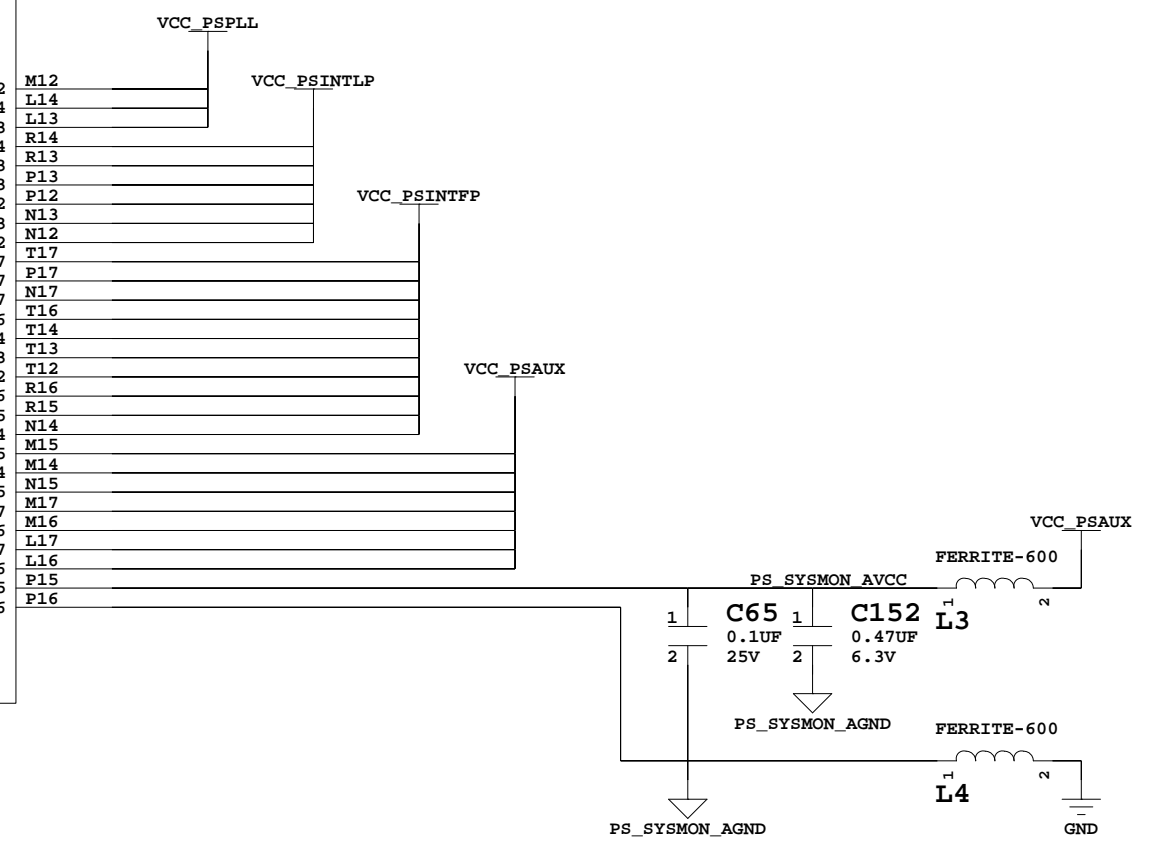 VCC_PSPLL
M12
VCC_PSINTLP
L14
L13
R14
R13
P13
P12
VCC_PSINTFP
N13
N12
T17
P17
N17
T16
T14
T13
T12
VCC_PSAUX
R16
R15
N14
M15
M14
N15
M17
M16
VCC_PSAUX
L17
L16
FERRITE-600
P15
PS_SYSMON_AVCC
P16
1 2
L3
1 C65 1 C152
0.1UF 0.47UF
2 25V 2 6.3V
PS_SYSMON_AGND
FERRITE-600
1 2
L4
PS_SYSMON_AGND
GND